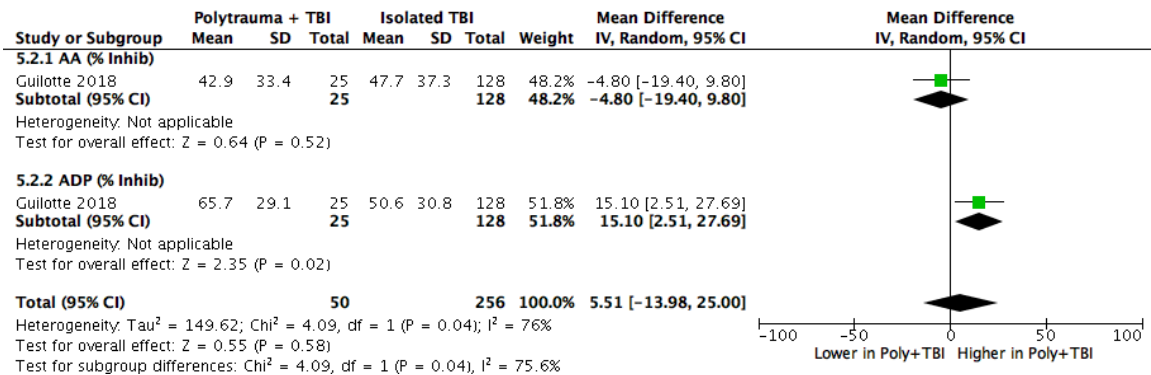 Polytrauma + TBI Isolated TBI Mean Difference Mean Difference
Study or Subgroup Mean SD Total Mean SD Total Weight IV, Random, 95% CI IV, Random, 95% CI
5.2.1 AA (% Inhib)
Guilotte 2018 42.9 33.4 25 47.7 37.3 128 48.2% -4.80 [-19.40, 9.80]
Subtotal (95% CI) 25 128 48.2% -4.80 [-19.40, 9.80]
Heterogeneity: Not applicable
Test for overall effect: Z = 0.64 (P = 0.52)
5.2.2 ADP (% Inhib)
Guilotte 2018 65.7 29.1 25 50.6 30.8 128 51.8% 15.10 [2.51, 27.69]
Subtotal (95% CI) 25 128 51.8% 15.10 [2.51, 27.69]
Heterogeneity: Not applicable
Test for overall effect: Z = 2.35 (P = 0.02)
Total (95% CI) 50 256 100.0% 5.51 [-13.98, 25.00]
Heterogeneity: Tau² = 149.62; Chi² = 4.09, df = 1 (P = 0.04); I² = 76%
Test for overall effect: Z = 0.55 (P = 0.58)
Test for subgroup differences: Chi² = 4.09, df = 1 (P = 0.04), I² = 75.6%
-100 -50 0 50 100
Lower in Poly+TBI Higher in Poly+TBI